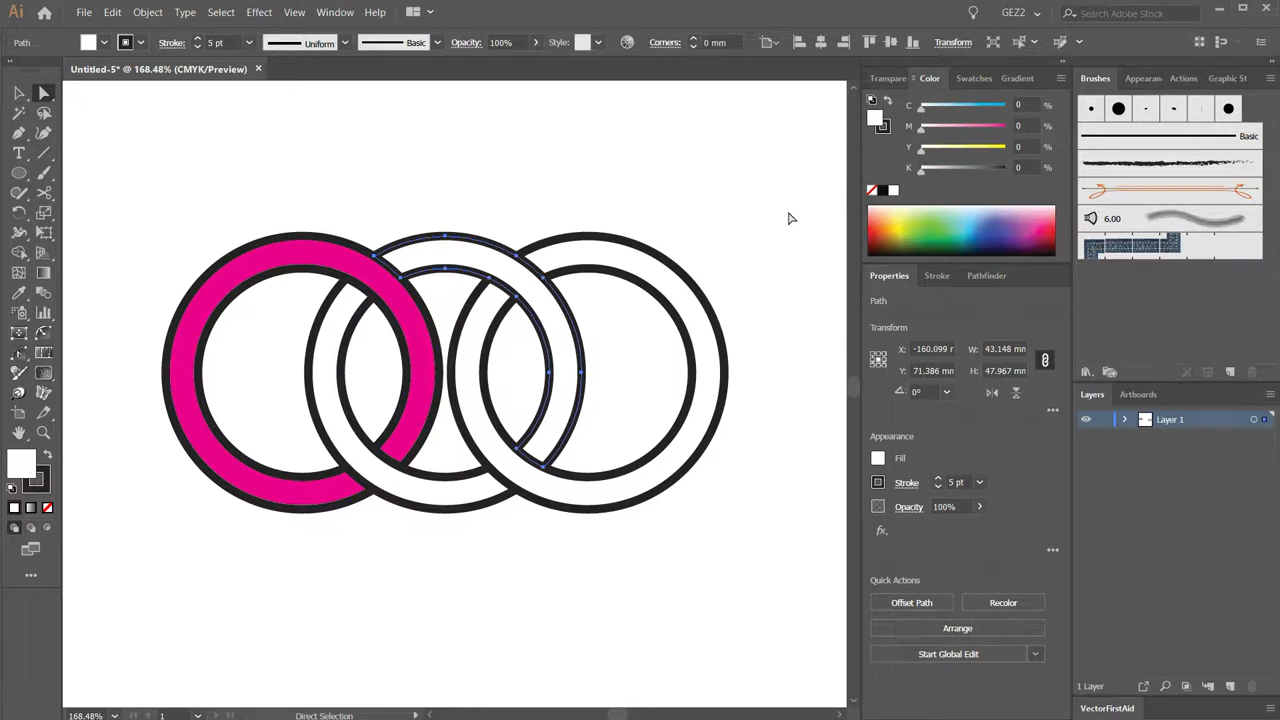 Ai File Edit Object Type Select Effect View Window Help GEZ2 Search Adobe Stock
Path Stroke: 5 pt Uniform Basic Opacity: 100% Style: Corners: 0 mm Transform
Untitled-5* @ 168.48% (CMYK/Preview)
Transpare Color Swatches Gradient
C 0 %
M 0 %
Y 0 %
K 0 %
Properties Stroke Pathfinder
Path
Transform
X: -160.099 r W: 43.148 mm
Y: 71.386 mm H: 47.967 mm
0°
Appearance
Fill
Stroke 5 pt
Opacity 100%
fx.
Quick Actions
Offset Path Recolor
Arrange
Start Global Edit
Brushes Appearan Actions Graphic St
Basic
6.00
Layers Artboards
Layer 1
1 Layer
VectorFirstAid
168.48% 1 Direct Selection